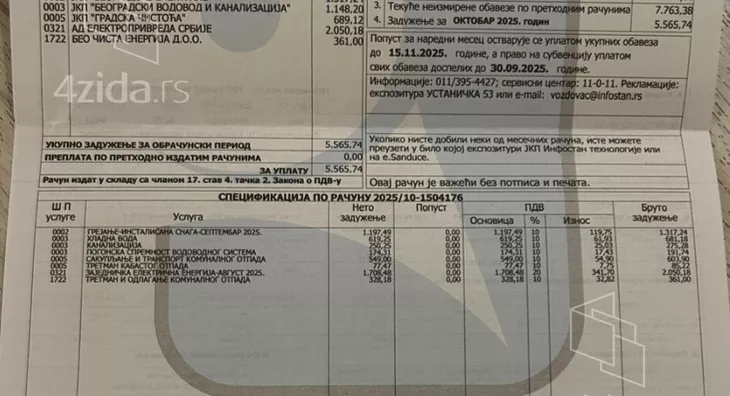 0003 ЈКП "БЕОГРАДСКИ ВОДОВОД И КАНАЛИЗАЦИЈА" 1.148,20
0005 ЈКП "ГРАДСКА ЧИСТОЋА" 689,12
0321 АД ЕЛЕКТРОПРИВРЕДА СРБИЈЕ 2.050,18
1722 БЕО ЧИСТА ЕНЕРГИЈА Д.О.О. 361,00
4zida.rs
УКУПНО ЗАДУЖЕЊЕ ЗА ОБРАЧУНСКИ ПЕРИОД 5.565,74
ПРЕПЛАТА ПО ПРЕТХОДНО ИЗДАТИМ РАЧУНИМА 0,00
ЗА УПЛАТУ 5.565,74
Рачун издат у складу са чланом 17. став 4. тачка 2. Закона о ПДВ-у
3. Текуће неизмирене обавезе по претходним рачунима 7.763,38
4. Задужење за ОКТОБАР 2025. годин 5.565,74
Попуст за наредни месец остварује се уплатом укупних обавеза
до 15.11.2025. године, а право на субвенцију уплатом
свих обавеза доспелих до 30.09.2025. године.
Информације: 011/395-4427; сервисни центар: 11-0-11. Рекламације:
експозитура УСТАНИЧКА 53 или e-mail: vozdovac@infostan.rs
4zida.rs
Уколико нисте добили неки од месечних рачуна, исте можете
преузети у било којој експозитури ЈКП Инфостан технологије или
на e.Sanduce.
Овај рачун је важећи без потписа и печата.
СПЕЦИФИКАЦИЈА ПО РАЧУНУ 2025/10-1504176
Ш П услуге Услуга Нето задужење Попуст ПДВ Основица % Износ Бруто задужење
0002 ГРЕЈАЊЕ-ИНСТАЛИСАНА СНАГА-СЕПТЕМБАР 2025. 1.197,49 0,00 1.197,49 10 119,75 1.317,24
0003 ХЛАДНА ВОДА 619,25 0,00 619,25 10 61,93 681,18
0003 КАНАЛИЗАЦИЈА 250,25 0,00 250,25 10 25,03 275,28
0003 ПОГОНСКА СПРЕМНОСТ ВОДОВОДНОГ СИСТЕМА 174,31 0,00 174,31 10 17,43 191,74
0005 САКУПЉАЊЕ И ТРАНСПОРТ КОМУНАЛНОГ ОТПАДА 549,00 0,00 549,00 10 54,90 603,90
0005 ТРЕТМАН КАБАСТОГ ОТПАДА 77,47 0,00 77,47 10 7,75 85,22
0321 ЗАЈЕДНИЧКА ЕЛЕКТРИЧНА ЕНЕРГИЈА-АВГУСТ 2025. 1.708,48 0,00 1.708,48 20 341,70 2.050,18
1722 ТРЕТМАН И ОДЛАГАЊЕ КОМУНАЛНОГ ОТПАДА 328,18 0,00 328,18 10 32,82 361,00